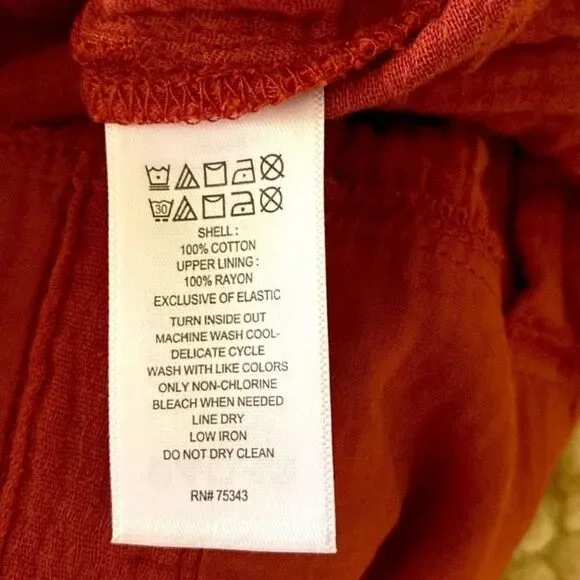 30
SHELL :
100% COTTON
UPPER LINING :
100% RAYON
EXCLUSIVE OF ELASTIC
TURN INSIDE OUT
MACHINE WASH COOL-
DELICATE CYCLE
WASH WITH LIKE COLORS
ONLY NON-CHLORINE
BLEACH WHEN NEEDED
LINE DRY
LOW IRON
DO NOT DRY CLEAN
RN# 75343